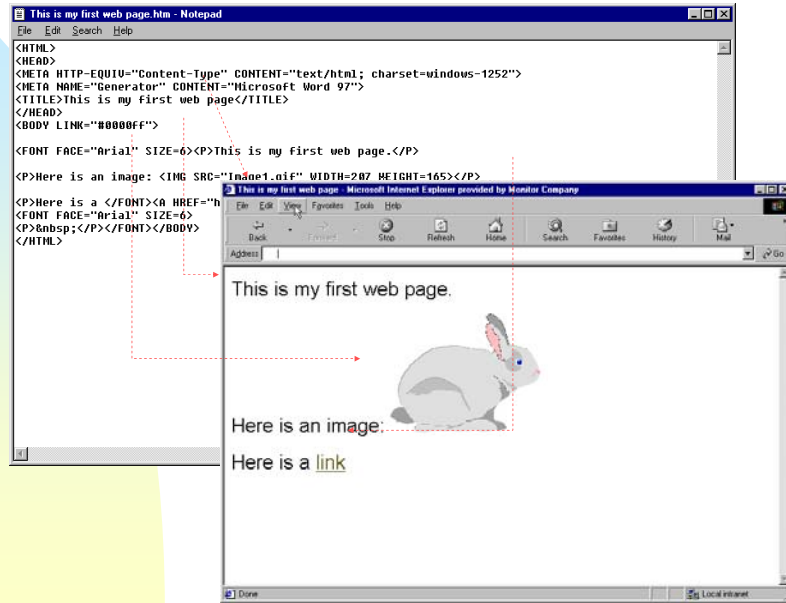 This is my first web page.htm - Notepad
File Edit Search Help
<HTML>
<HEAD>
<META HTTP-EQUIV="Content-Type" CONTENT="text/html; charset=windows-1252">
<META NAME="Generator" CONTENT="Microsoft Word 97">
<TITLE>This is my first web page</TITLE>
</HEAD>
<BODY LINK="#0000ff">
<FONT FACE="Arial" SIZE=6><P>This is my first web page.</P>
<P>Here is an image: <IMG SRC="Image1.gif" WIDTH=207 HEIGHT=165></P>
<P>Here is a </FONT><A HREF="h
<FONT FACE="Arial" SIZE=6>
<P>&nbsp;</P></FONT></BODY>
</HTML>
This is my first web page - Microsoft Internet Explorer provided by Monitor Company
File Edit View Favorites Tools Help
Back Forward Stop Refresh Home Search Favorites History Mail
Address Go
This is my first web page.
Here is an image:
Here is a link
Done Local intranet